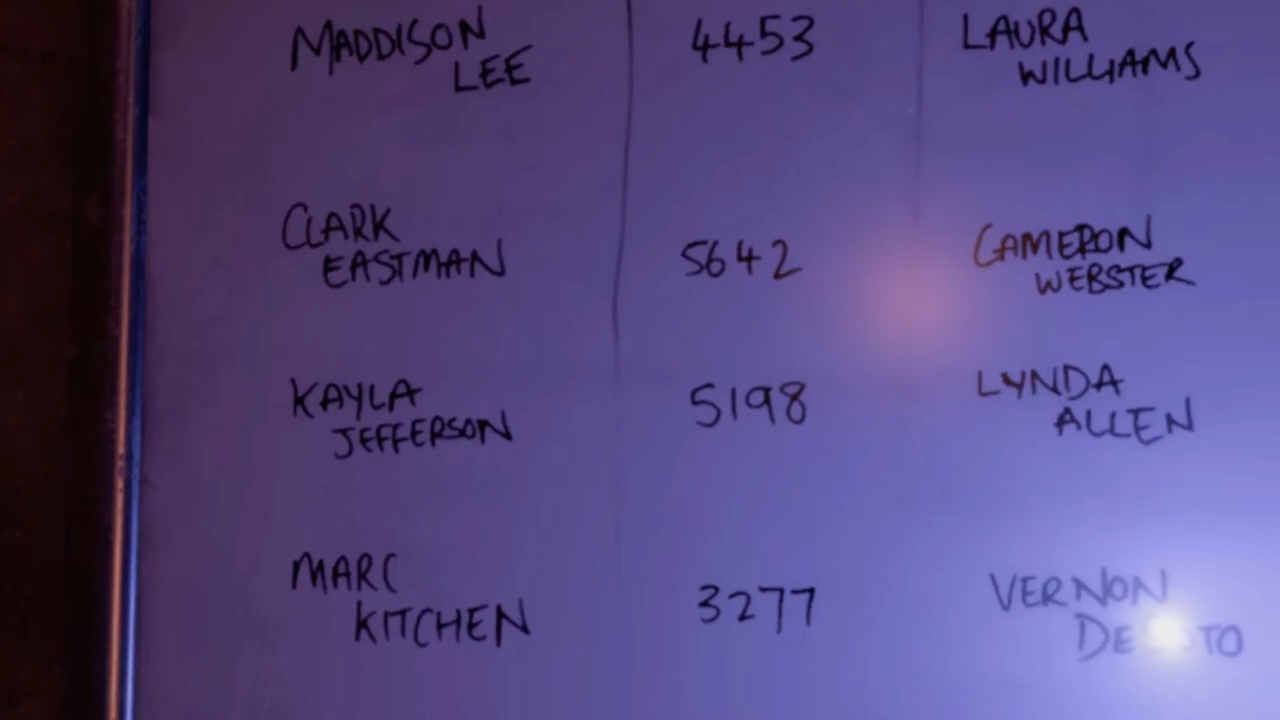 MADDISON 4453 LAURA
LEE WILLIAMS
CLARK 5642 CAMERON
EASTMAN WEBSTER
KAYLA 5198 LYNDA
JEFFERSON ALLEN
MARC 3277 VERNON
KITCHEN